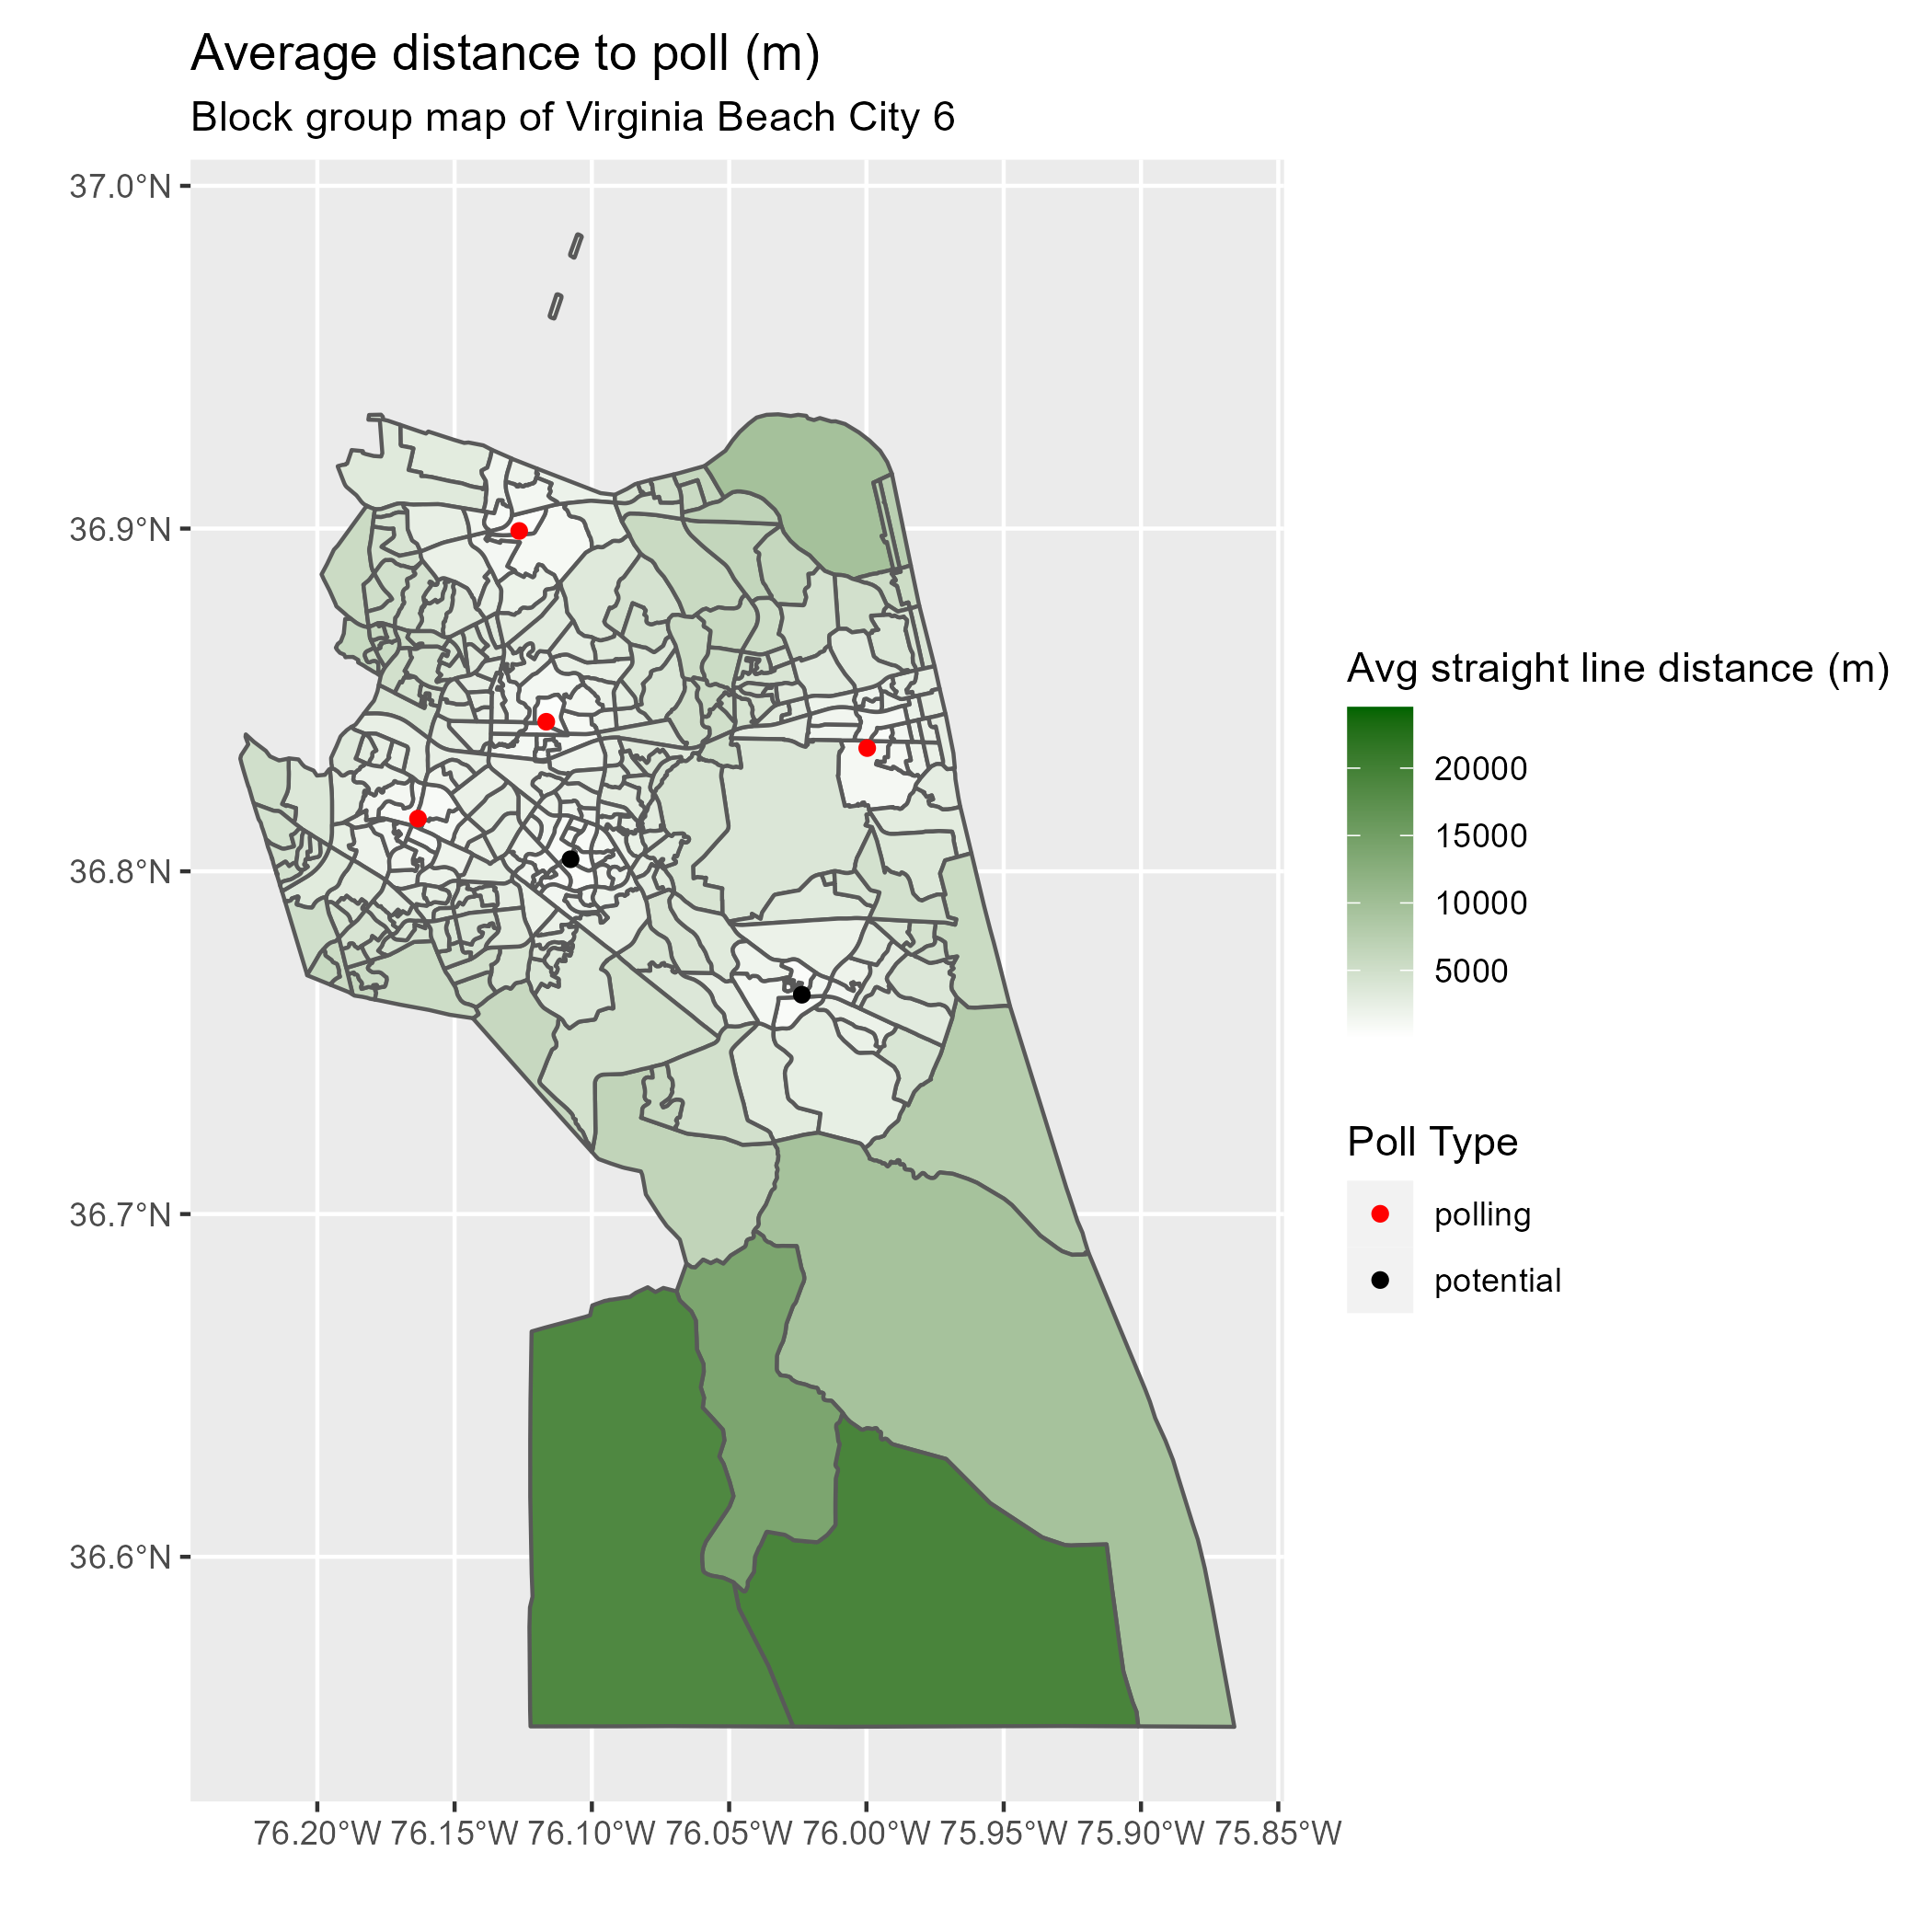 Average distance to poll (m)
Block group map of Virginia Beach City 6
37.0°N
36.9°N
36.8°N
36.7°N
36.6°N
76.20°W 76.15°W 76.10°W 76.05°W 76.00°W 75.95°W 75.90°W 75.85°W
Avg straight line distance (m)
20000
15000
10000
5000
Poll Type
polling
potential